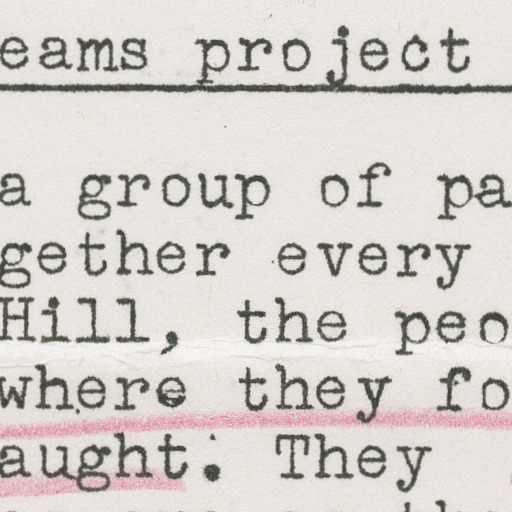 eams project
a group of pa
gether every
Hill, the peo
where they fo
aught. They